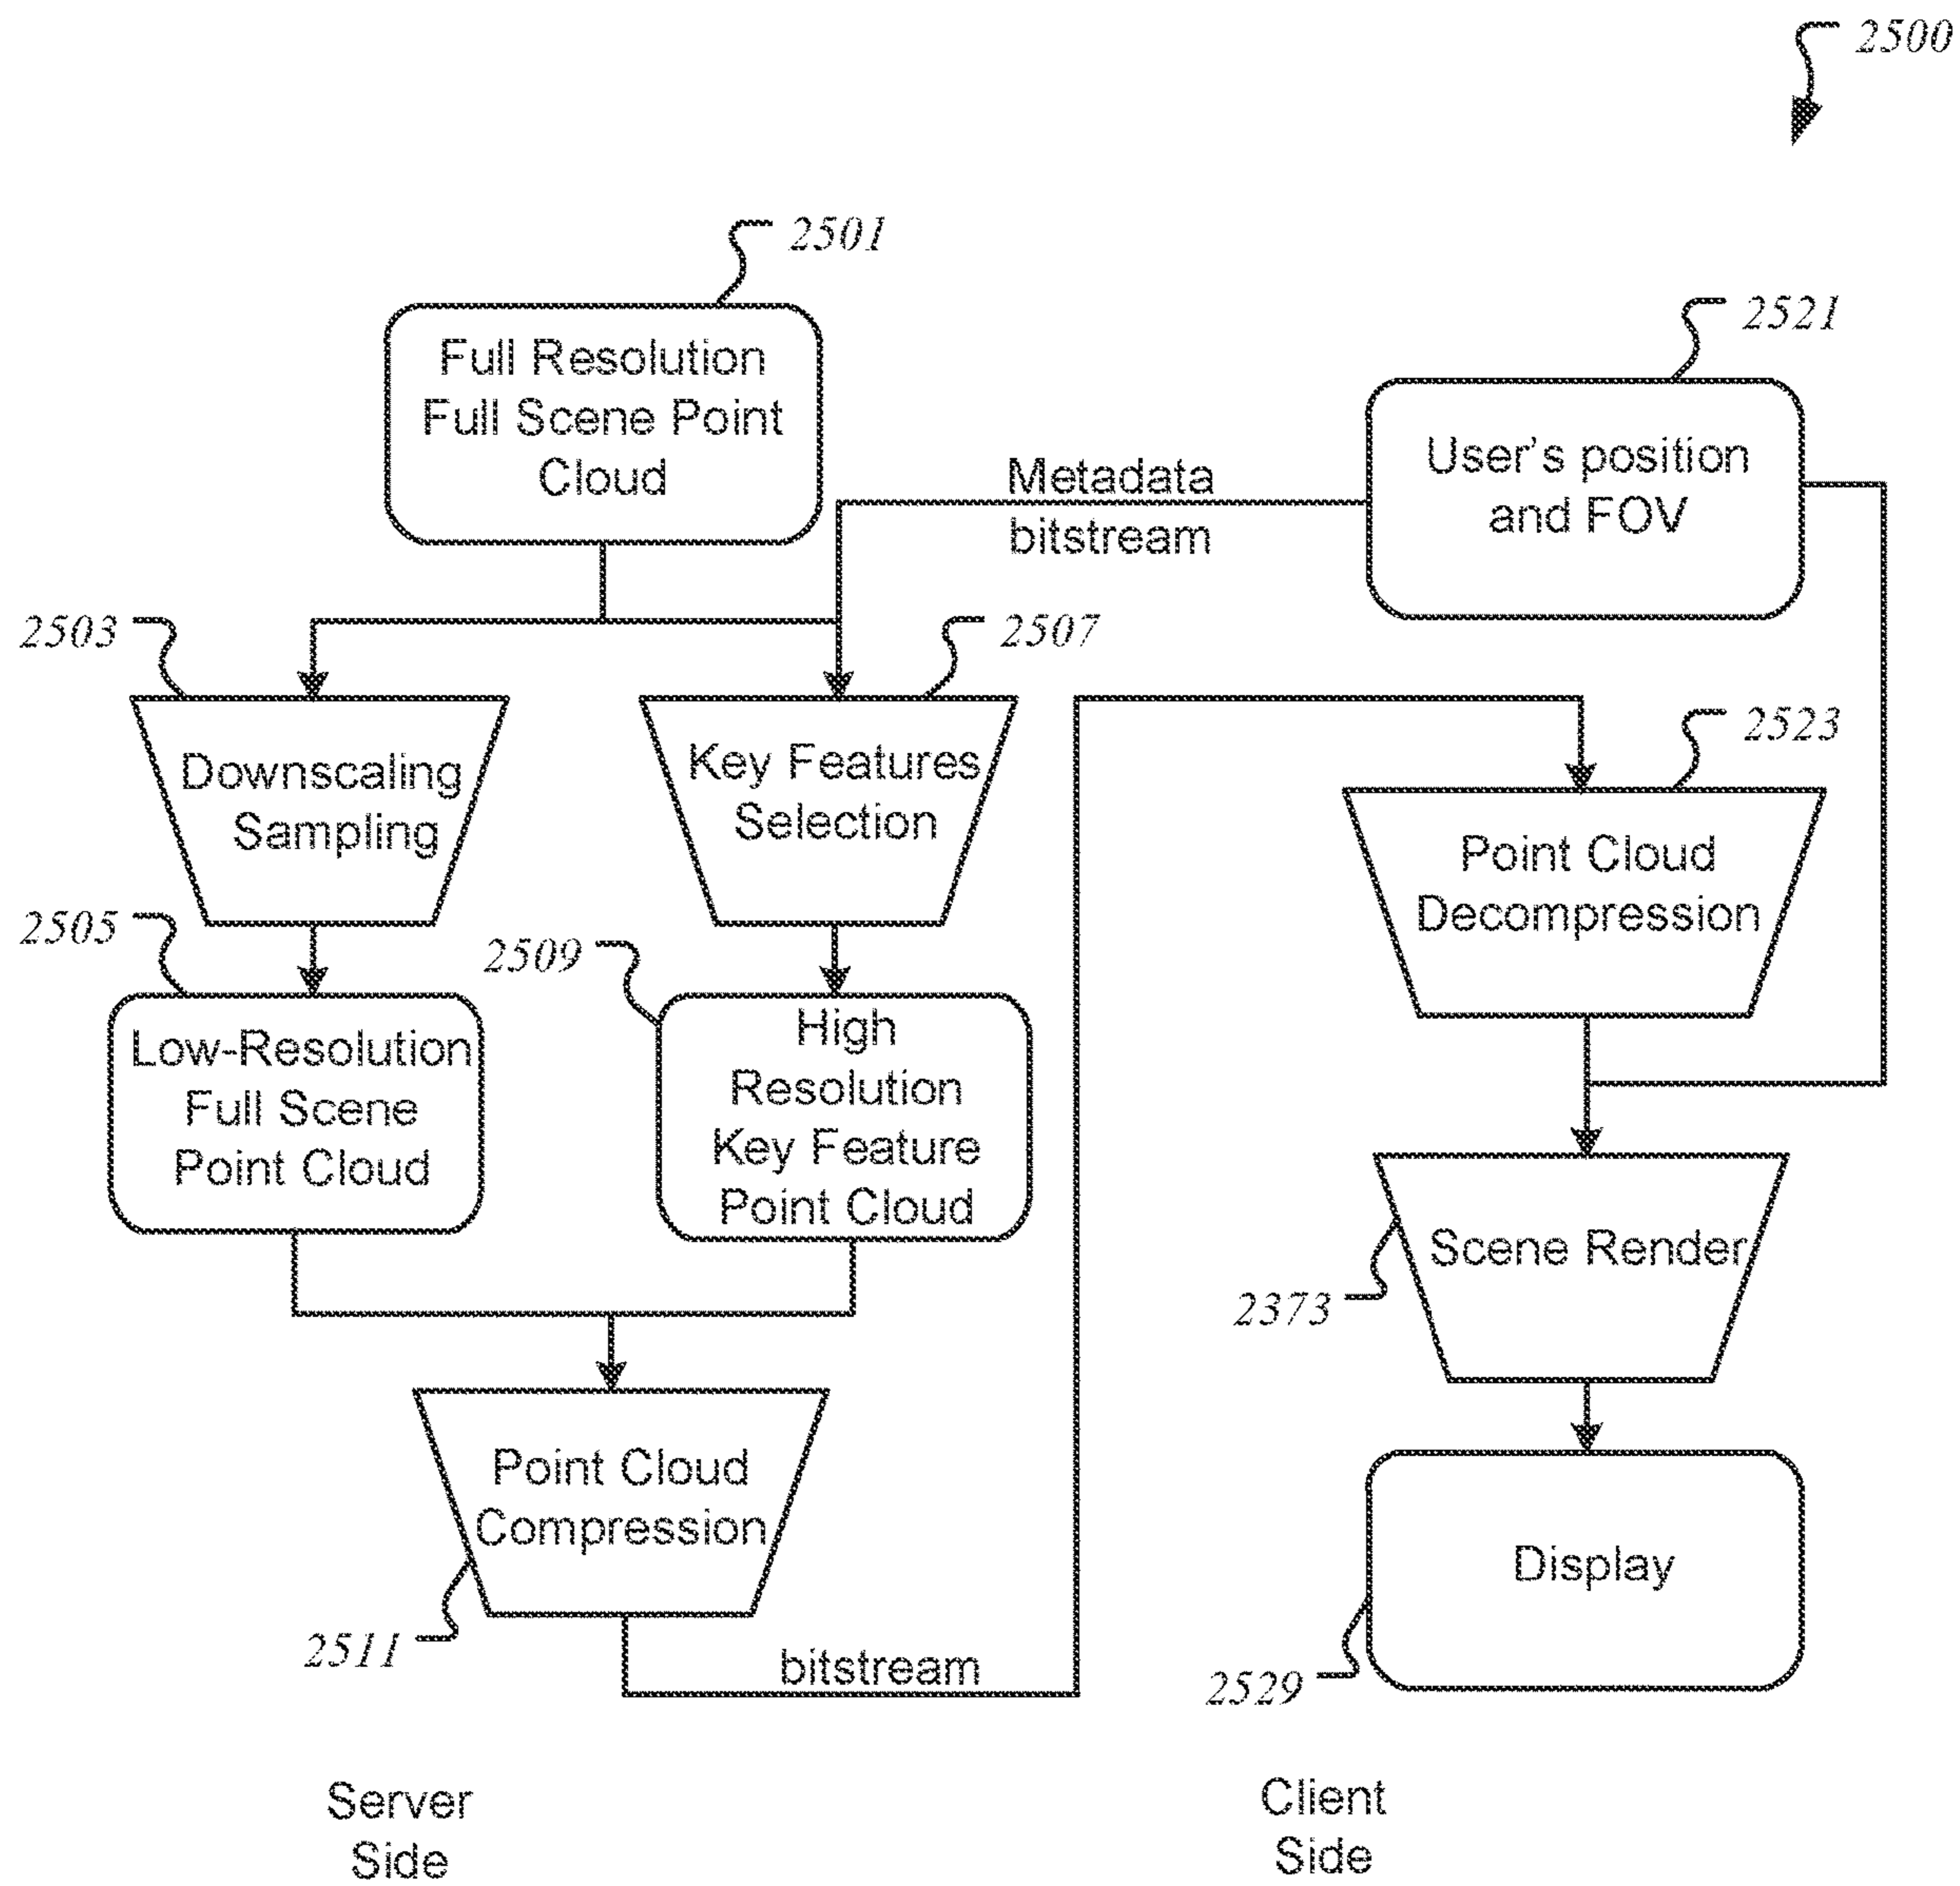 2500
2501
Full Resolution
Full Scene Point
Cloud
2521
User's position
and FOV
Metadata
bitstream
2503
Downscaling
Sampling
2507
Key Features
Selection
2523
Point Cloud
Decompression
2505
Low-Resolution
Full Scene
Point Cloud
2509
High
Resolution
Key Feature
Point Cloud
Scene Render
2373
Point Cloud
Compression
2511
bitstream
Display
2529
Server
Side
Client
Side